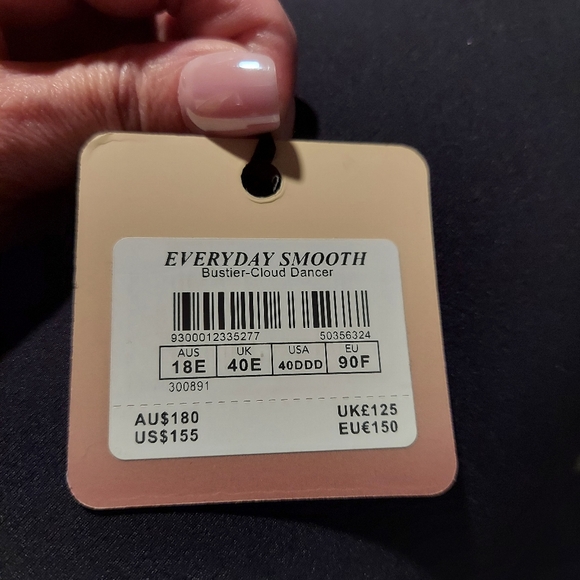 EVERYDAY SMOOTH
Bustier-Cloud Dancer
9300012335277 50356324
AUS UK USA EU
18E 40E 40DDD 90F
300891
AU$180 UK£125
US$155 EU€150